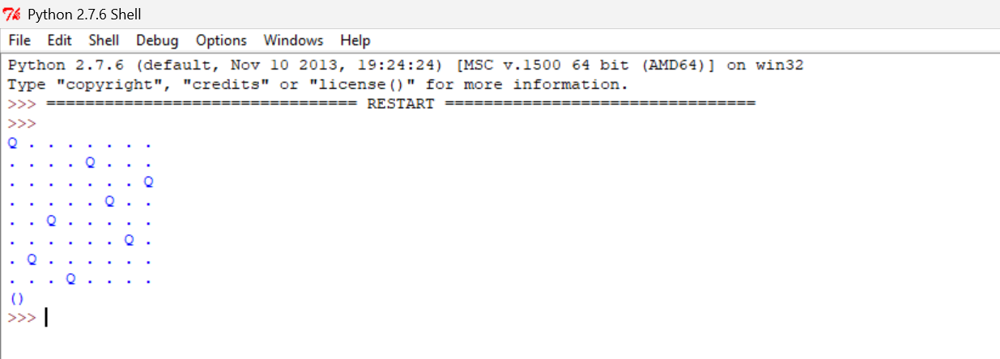 Python 2.7.6 Shell
File Edit Shell Debug Options Windows Help
Python 2.7.6 (default, Nov 10 2013, 19:24:24) [MSC v.1500 64 bit (AMD64)] on win32
Type "copyright", "credits" or "license()" for more information.
>>> ================================ RESTART ================================
>>>
Q . . . . . . .
. . . . Q . . .
. . . . . . . Q
. . . . . Q . .
. . Q . . . . .
. . . . . . Q .
. Q . . . . . .
. . . Q . . . .
()
>>>